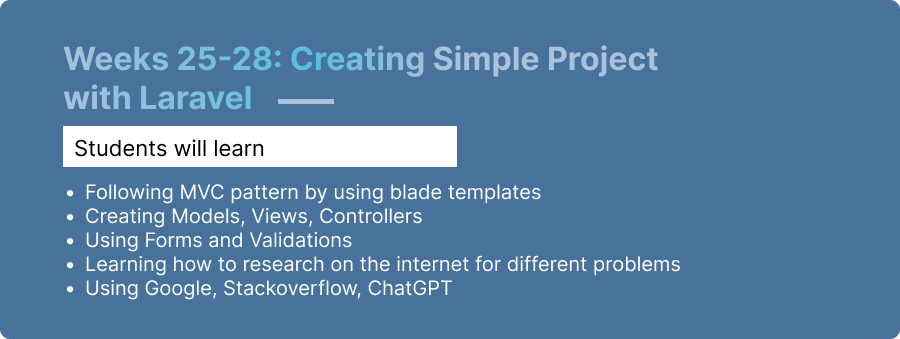 Weeks 25-28: Creating Simple Project
with Laravel
Students will learn
• Following MVC pattern by using blade templates
• Creating Models, Views, Controllers
• Using Forms and Validations
• Learning how to research on the internet for different problems
• Using Google, Stackoverflow, ChatGPT